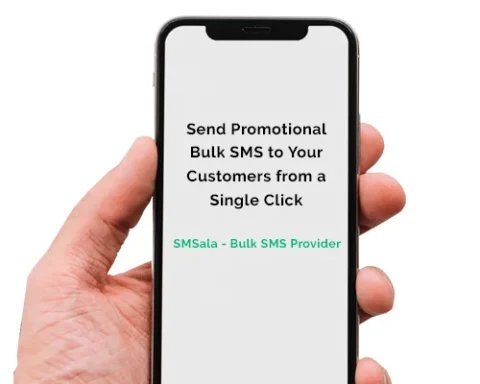 Send Promotional
Bulk SMS to Your
Customers from a
Single Click
SMSala - Bulk SMS Provider